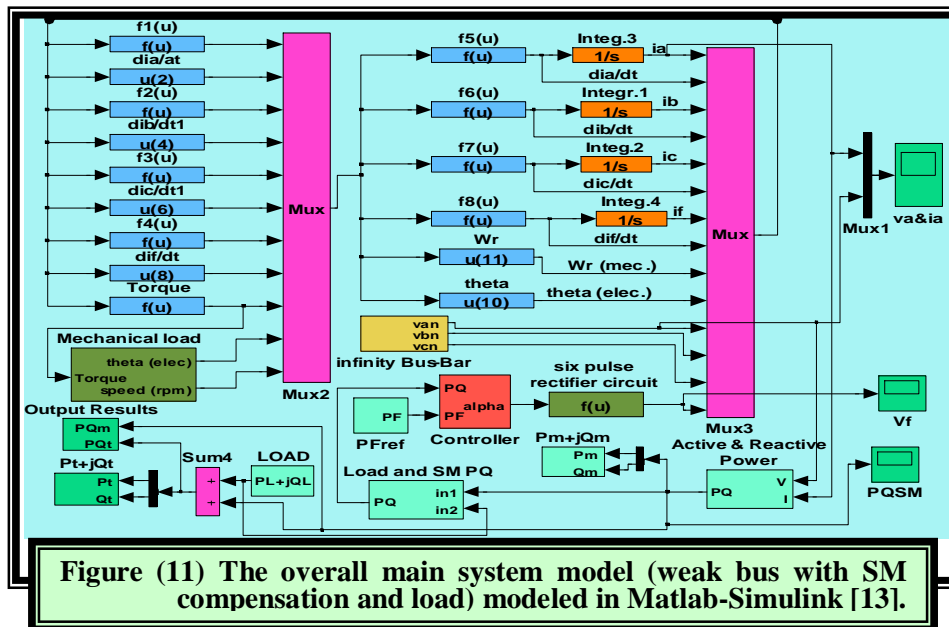 f1(u)
f(u)
dia/at
u(2)
f2(u)
f(u)
dib/dt1
u(4)
f3(u)
f(u)
dic/dt1
u(6)
f4(u)
f(u)
dif/dt
u(8)
Torque
f(u)
Mux
Mux2
Mechanical load
theta (elec)
Torque
speed (rpm)
f5(u)
f(u)
Integ.3
1/s
ia
dia/dt
f6(u)
f(u)
Integr.1
1/s
ib
dib/dt
f7(u)
f(u)
Integ.2
1/s
ic
dic/dt
f8(u)
f(u)
Integ.4
1/s
if
dif/dt
Wr
u(11)
Wr (mec.)
theta
u(10)
theta (elec.)
van
vbn
vcn
infinity Bus-Bar
Mux
Mux3
Mux1
va&ia
PQ
alpha
PF
Controller
PF
PFref
six pulse
rectifier circuit
f(u)
Vf
Output Results
PQm
PQt
Pt+jQt
Pt
Qt
Sum4
+
+
LOAD
PL+jQL
Load and SM PQ
PQ
in1
in2
Pm+jQm
Pm
Qm
Active & Reactive
Power
PQ
V
I
PQSM
Figure (11) The overall main system model (weak bus with SM
compensation and load) modeled in Matlab-Simulink [13].